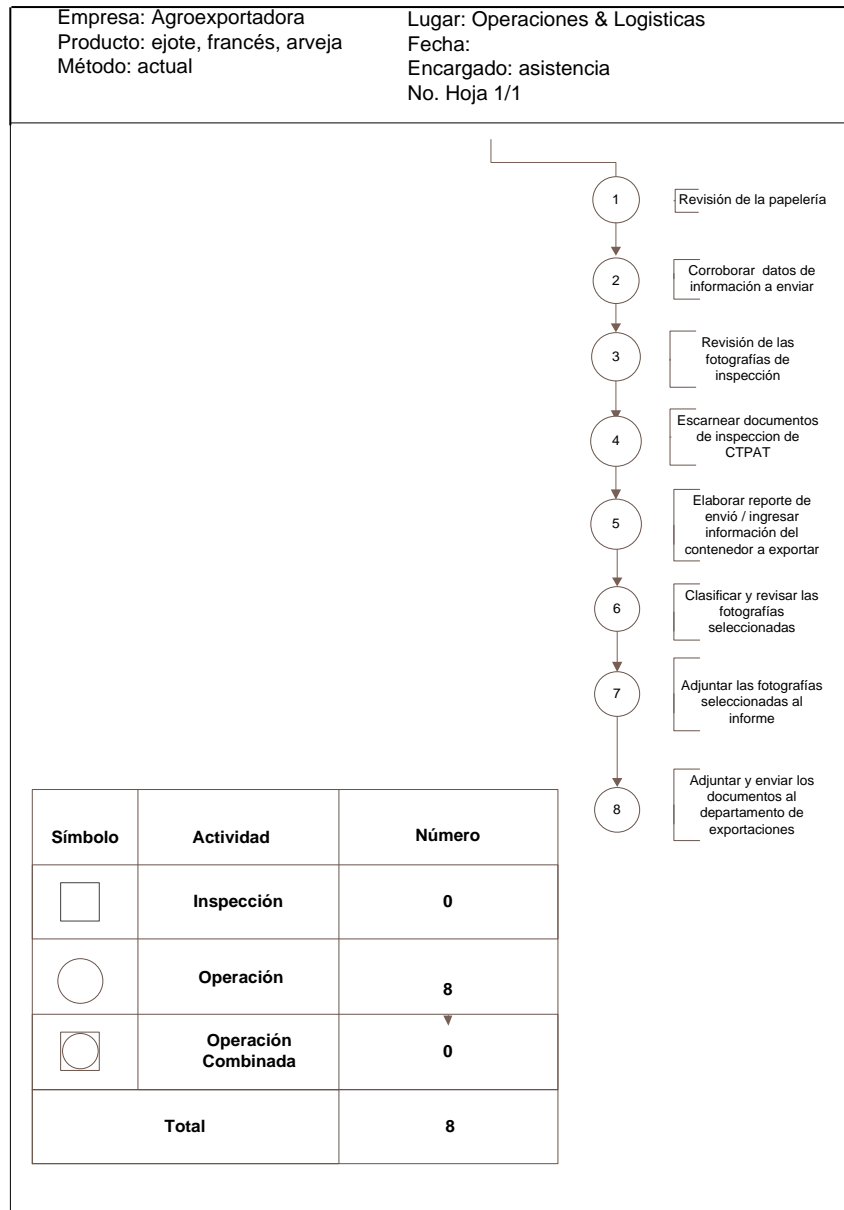 Empresa: Agroexportadora
Producto: ejote, francés, arveja
Método: actual
Lugar: Operaciones & Logisticas
Fecha:
Encargado: asistencia
No. Hoja 1/1
1
Revisión de la papelería
2
Corroborar datos de
información a enviar
3
Revisión de las
fotografías de
inspección
4
Escarnear documentos
de inspeccion de
CTPAT
5
Elaborar reporte de
envió / ingresar
información del
contenedor a exportar
6
Clasificar y revisar las
fotografías
seleccionadas
7
Adjuntar las fotografías
seleccionadas al
informe
8
Adjuntar y enviar los
documentos al
departamento de
exportaciones
Símbolo Actividad Número
Inspección 0
Operación 8
Operación
Combinada 0
Total 8